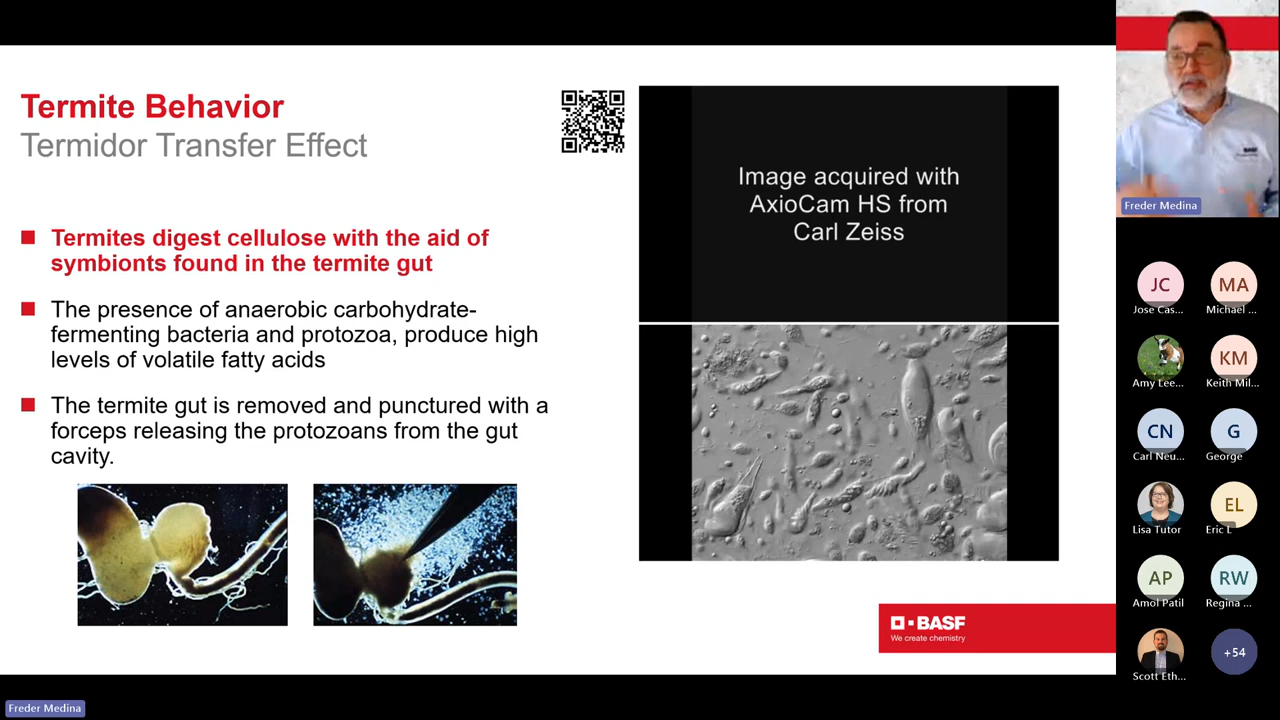 Termite Behavior
Termidor Transfer Effect
Termites digest cellulose with the aid of
symbionts found in the termite gut
The presence of anaerobic carbohydrate-
fermenting bacteria and protozoa, produce high
levels of volatile fatty acids
The termite gut is removed and punctured with a
forceps releasing the protozoans from the gut
cavity.
Image acquired with
AxioCam HS from
Carl Zeiss
BASF
We create chemistry
BASF
Freder Medina
JC
Jose Cas...
MA
Michael ...
Amy Lee...
KM
Keith Mil...
CN
Carl Neu...
G
George
Lisa Tutor
EL
Eric L
AP
Amol Patil
RW
Regina ...
Scott Eth...
+54
Freder Medina